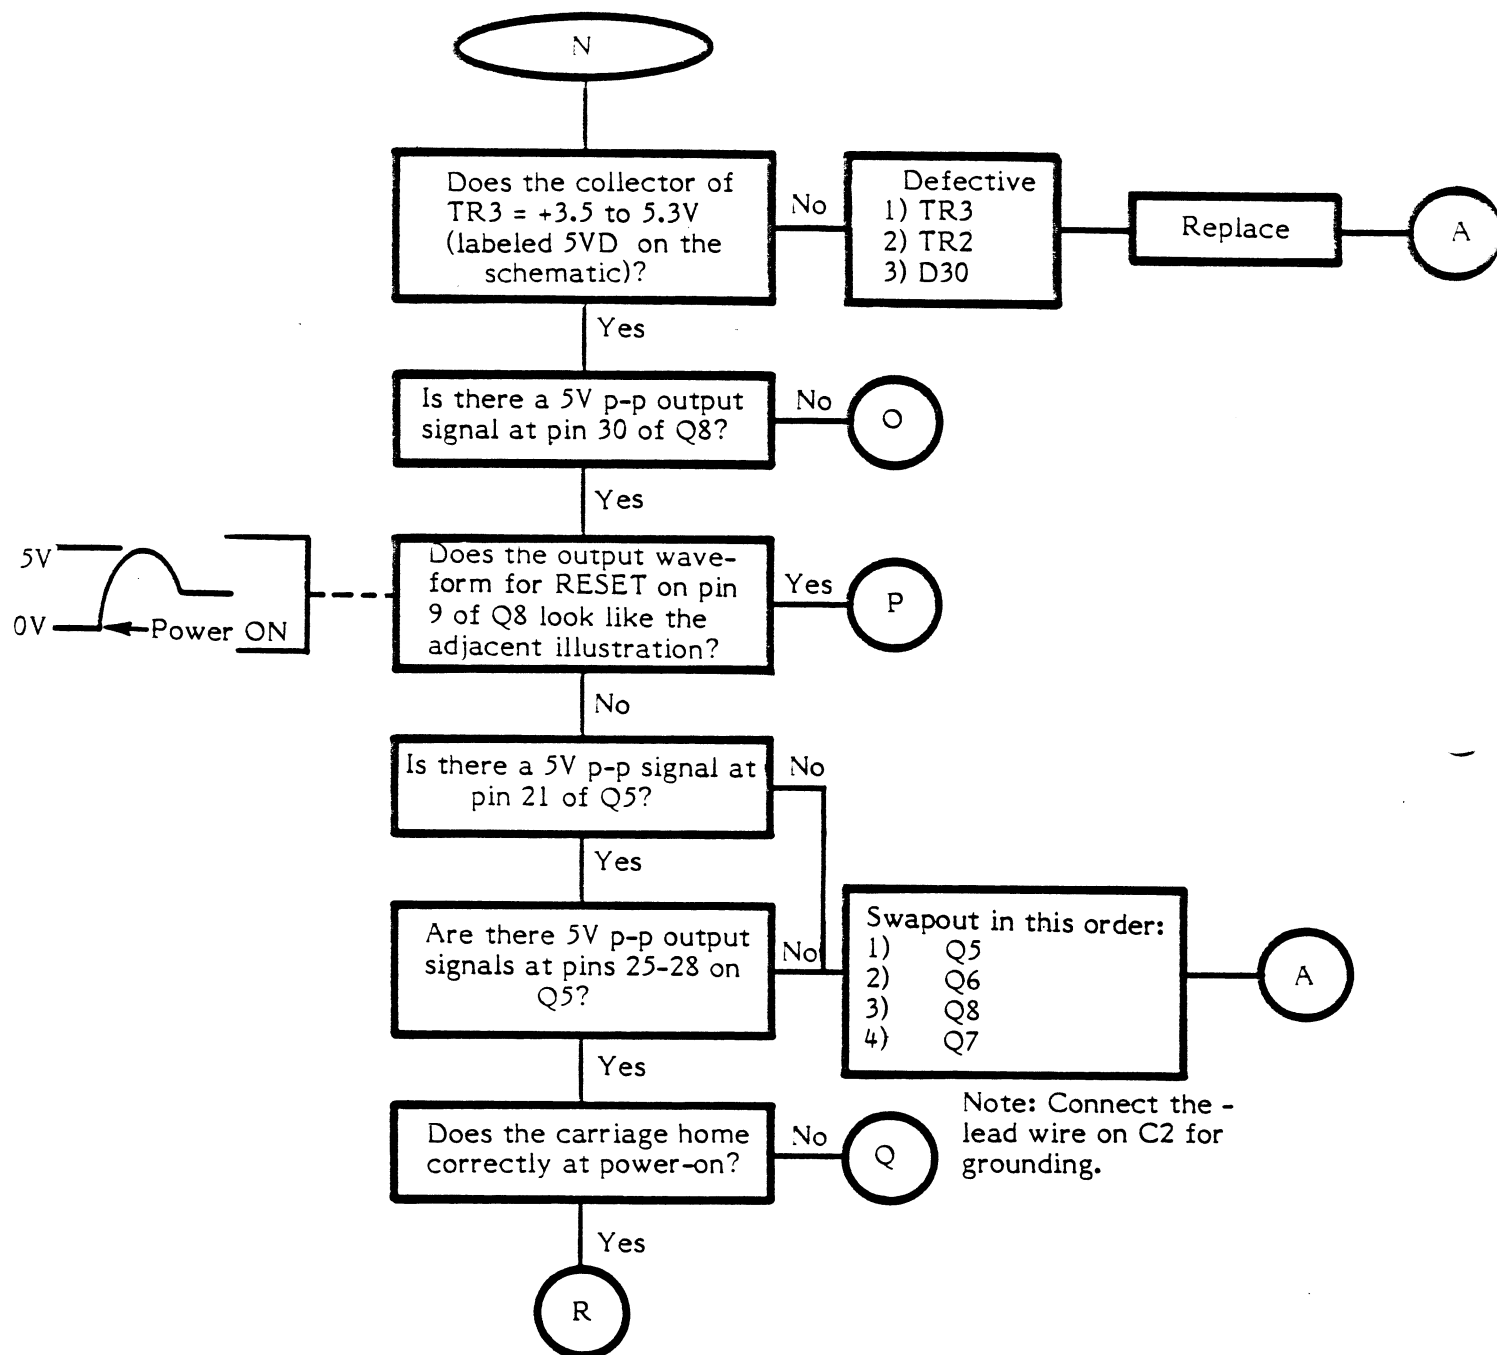 N
Does the collector of
TR3 = +3.5 to 5.3V
(labeled 5VD on the
schematic)?
No
Defective
1) TR3
2) TR2
3) D30
Replace
A
Yes
Is there a 5V p-p output
signal at pin 30 of Q8?
No
O
Yes
5V
0V
Power ON
Does the output wave-
form for RESET on pin
9 of Q8 look like the
adjacent illustration?
Yes
P
No
Is there a 5V p-p signal at
pin 21 of Q5?
No
Yes
Are there 5V p-p output
signals at pins 25-28 on
Q5?
No
Swapout in this order:
1) Q5
2) Q6
3) Q8
4) Q7
A
Yes
Note: Connect the -
lead wire on C2 for
grounding.
Does the carriage home
correctly at power-on?
No
Q
Yes
R